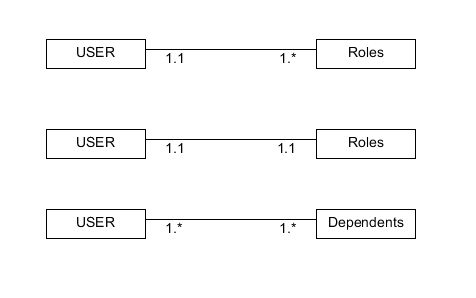 USER Roles
1.1 1.*
USER Roles
1.1 1.1
USER Dependents
1.* 1.*